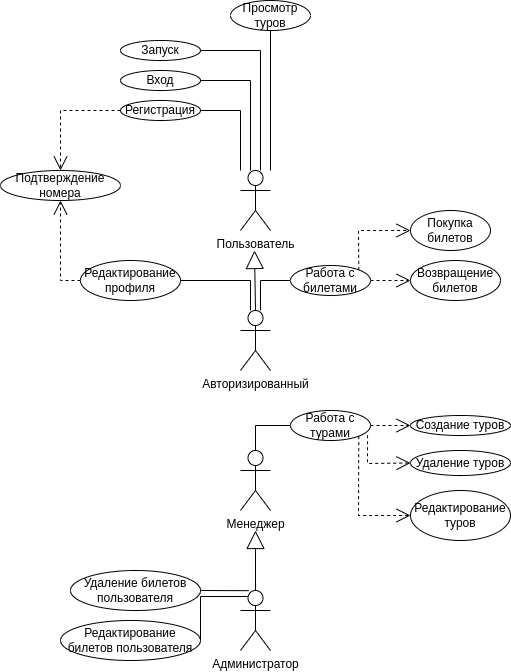 Просмотр
туров
Запуск
Вход
Регистрация
Подтверждение
номера
Пользователь
Покупка
билетов
Редактирование
профиля
Работа с
билетами
Возвращение
билетов
Авторизированный
Работа с
турами
Создание туров
Удаление туров
Редактирование
туров
Менеджер
Удаление билетов
пользователя
Редактирование
билетов пользователя
Администратор